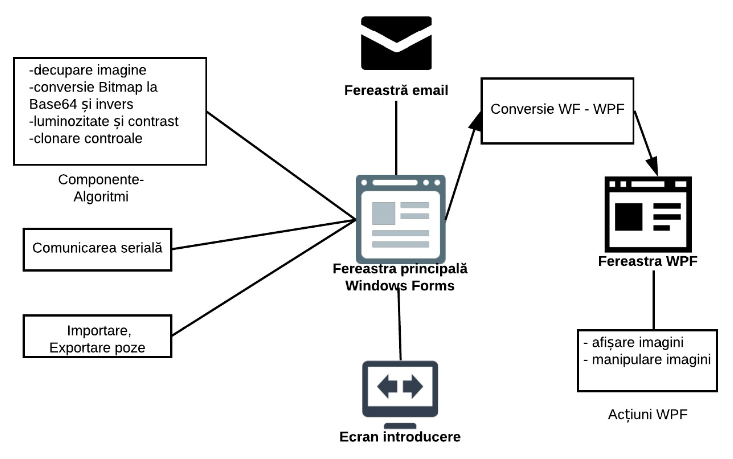 -decupare imagine
-conversie Bitmap la
Base64 și invers
-luminozitate și contrast
-clonare controale
Componente-
Algoritmi
Comunicarea serială
Importare,
Exportare poze
Fereastră email
Fereastra principală
Windows Forms
Ecran introducere
Conversie WF - WPF
Fereastra WPF
- afișare imagini
- manipulare imagini
Acțiuni WPF